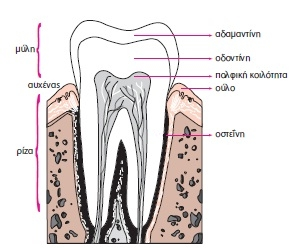 αδαμαντίνη
μύλη
οδοντίνη
πολφική κοιλότητα
αυχένας
ούλο
οστεΐνη
ρίζα